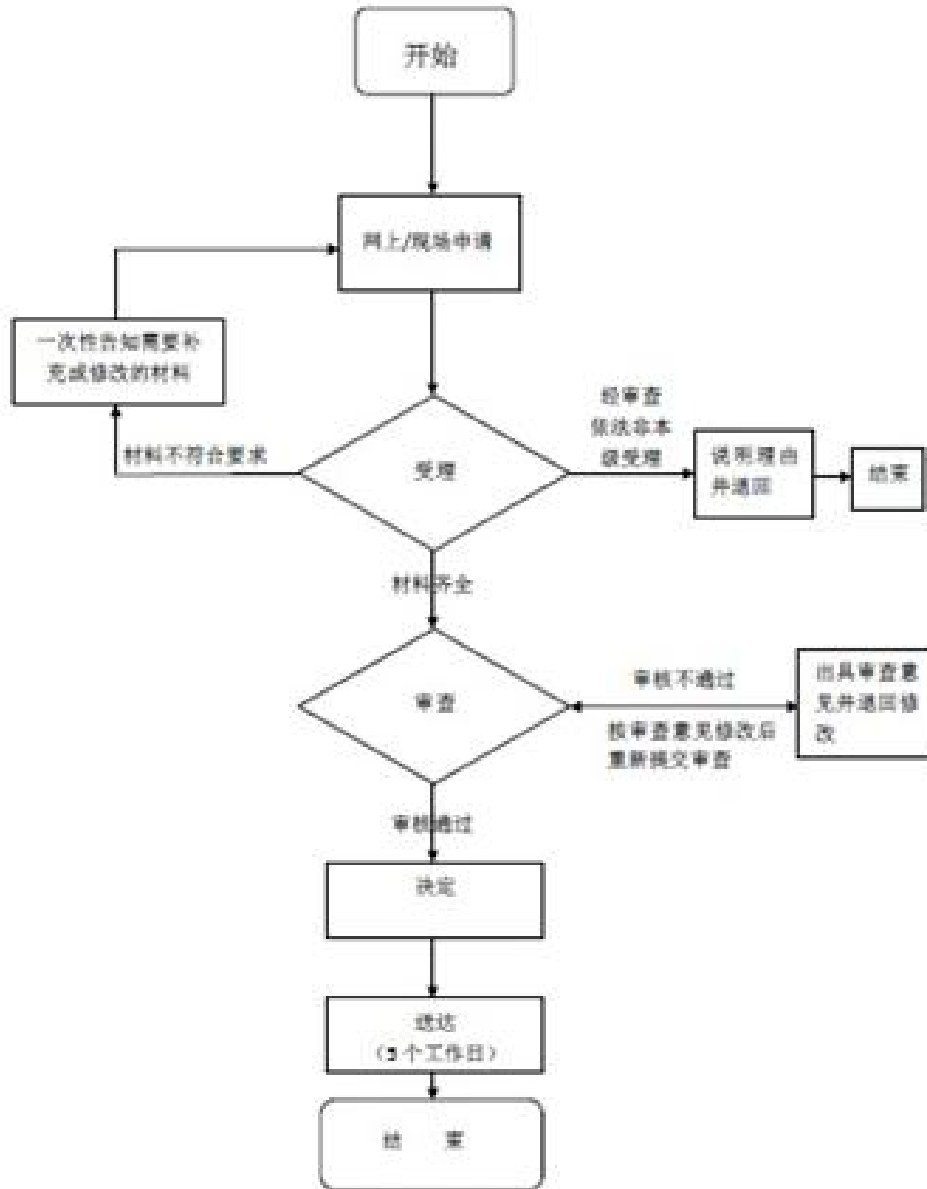 开始
网上/现场申请
一次性告知需要补
充或修改的材料
经审查
依法非本
级受理
材料不符合要求
受理
说明理由
并退回
结束
材料齐全
审核不通过
出具审查意
见并退回修
改
审查
按审查意见修改后
重新提交审查
审核通过
决定
送达
（ 个工作日）
结 束